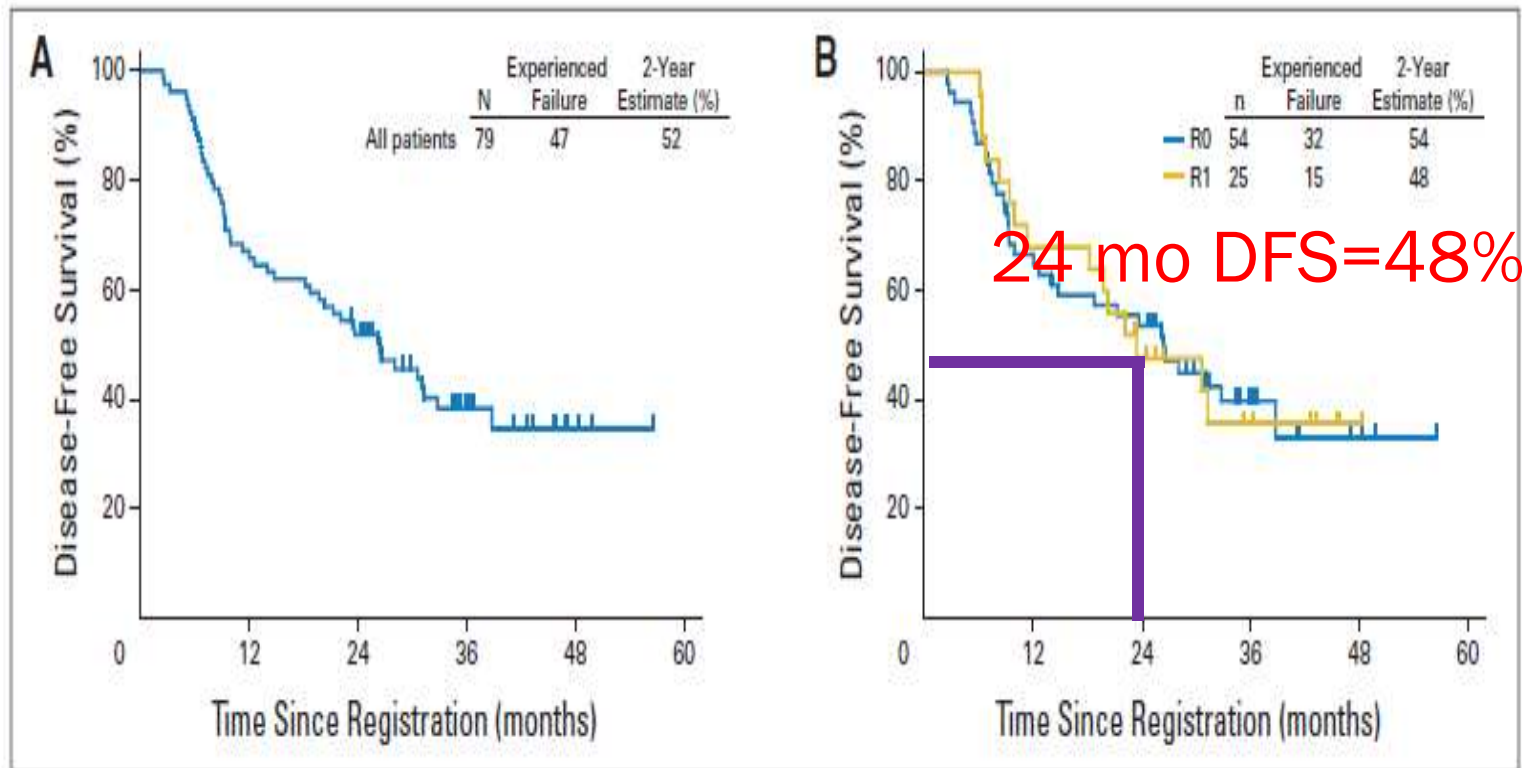 A
Experienced 2-Year
N Failure Estimate (%)
All patients 79 47 52
Disease-Free Survival (%)
100
80
60
40
20
0 12 24 36 48 60
Time Since Registration (months)
B
Experienced 2-Year
n Failure Estimate (%)
R0 54 32 54
R1 25 15 48
24 mo DFS=48%
Disease-Free Survival (%)
100
80
60
40
20
0 12 24 36 48 60
Time Since Registration (months)